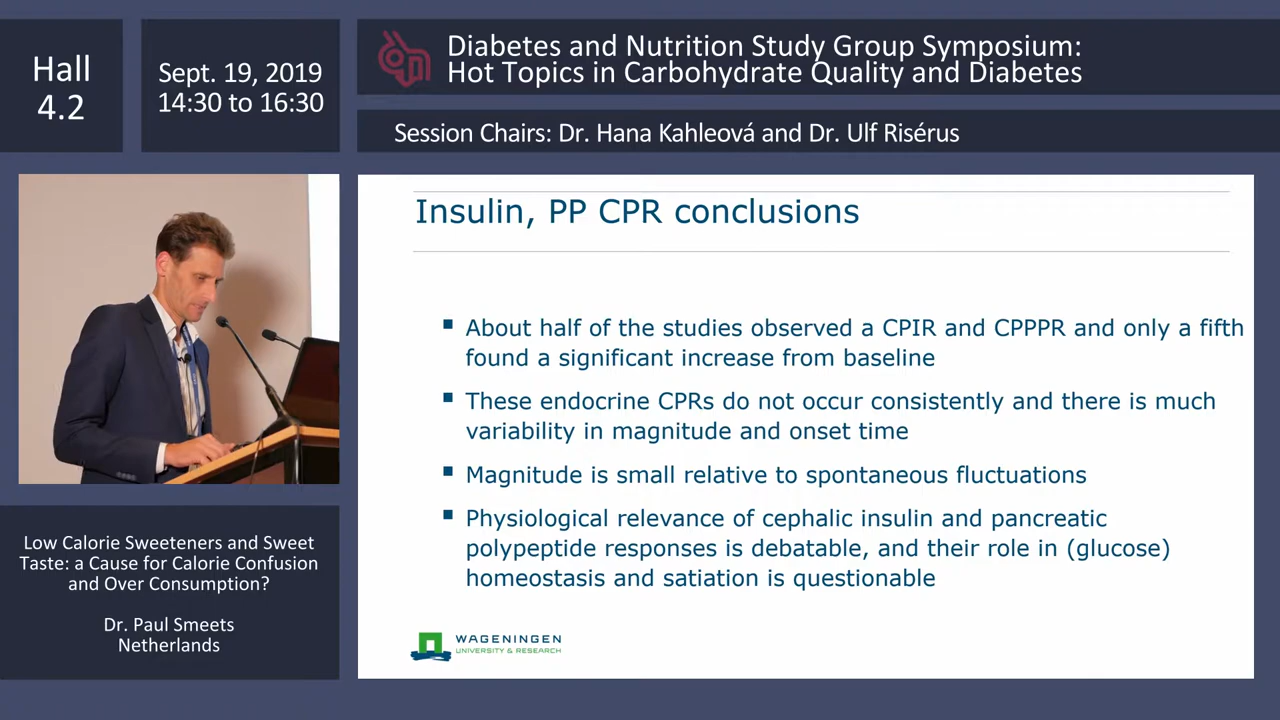 Hall
4.2
Sept. 19, 2019
14:30 to 16:30
Diabetes and Nutrition Study Group Symposium:
Hot Topics in Carbohydrate Quality and Diabetes
Session Chairs: Dr. Hana Kahleová and Dr. Ulf Risérus
Insulin, PP CPR conclusions
▪ About half of the studies observed a CPIR and CPPPR and only a fifth
found a significant increase from baseline
▪ These endocrine CPRs do not occur consistently and there is much
variability in magnitude and onset time
▪ Magnitude is small relative to spontaneous fluctuations
▪ Physiological relevance of cephalic insulin and pancreatic
polypeptide responses is debatable, and their role in (glucose)
homeostasis and satiation is questionable
WAGENINGEN
UNIVERSITY & RESEARCH
Low Calorie Sweeteners and Sweet
Taste: a Cause for Calorie Confusion
and Over Consumption?
Dr. Paul Smeets
Netherlands